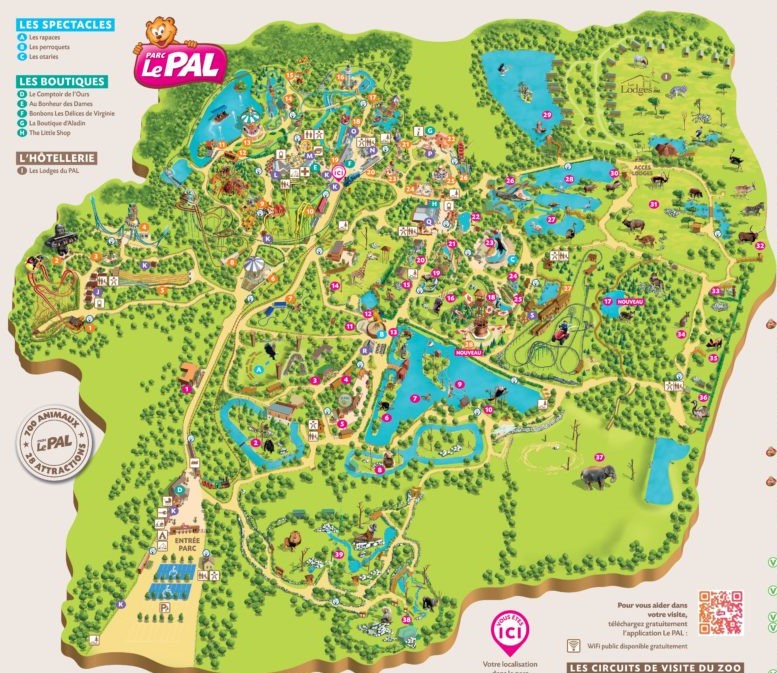 LES SPECTACLES
A Les rapaces
B Les perroquets
C Les otaries
LES BOUTIQUES
D Le Comptoir de l'Ours
E Au Bonheur des Dames
F Bonbons Les Délices de Virginie
G La Boutique d'Aladin
H The Little Shop
L'HÔTELLERIE
I Les Lodges du PAL
PARC
Le PAL
Lodges
ACCÈS
LODGES
ICI
NOUVEAU
NOUVEAU
700 ANIMAUX
Le PAL
28 ATTRACTIONS
ENTRÉE
PARC
VOUS ÊTES
ICI
Votre localisation
dans le parc
Pour vous aider dans
votre visite,
téléchargez gratuitement
l'application Le PAL :
WiFi public disponible gratuitement
LES CIRCUITS DE VISITE DU ZOO